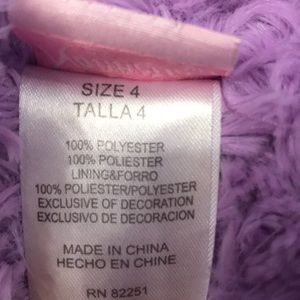 SIZE 4
TALLA 4
100% POLYESTER
100% POLIESTER
LINING&FORRO
100% POLIESTER/POLYESTER
EXCLUSIVE OF DECORATION
EXCLUSIVO DE DECORACION
MADE IN CHINA
HECHO EN CHINE
RN 82251